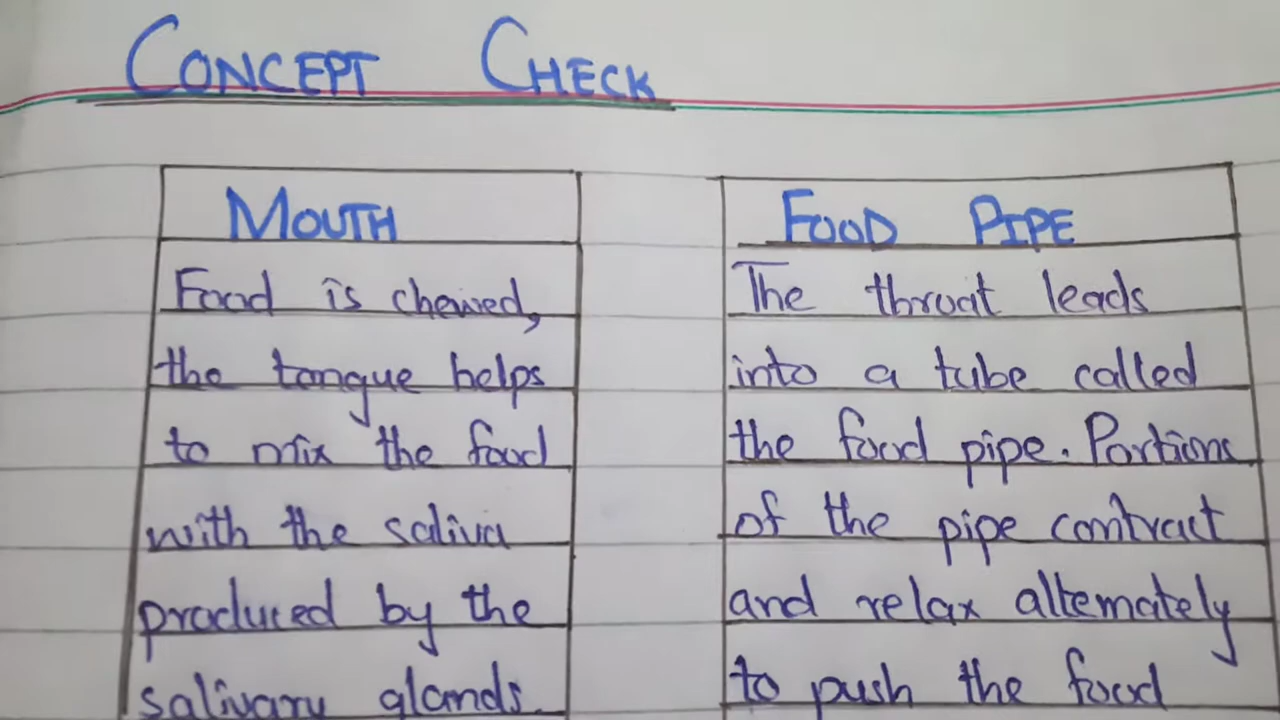 CONCEPT CHECK
MOUTH
Food is chewed,
the tongue helps
to mix the food
with the saliva
produced by the
salivary glands.
FOOD PIPE
The throat leads
into a tube called
the food pipe. Portions
of the pipe contract
and relax alternately
to push the food